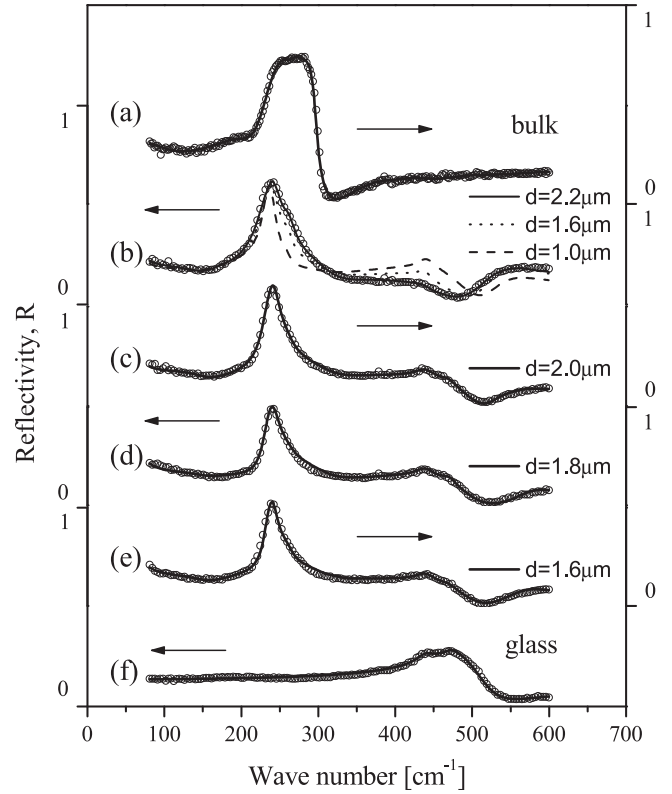 1
(a)
1
bulk
0
d=2.2μm
1
d=1.6μm
(b)
d=1.0μm
0
1
(c)
d=2.0μm
1
Reflectivity, R
(d)
d=1.8μm
0
1
(e)
d=1.6μm
0
glass
(f)
0
0 100 200 300 400 500 600 700
Wave number [cm⁻¹]